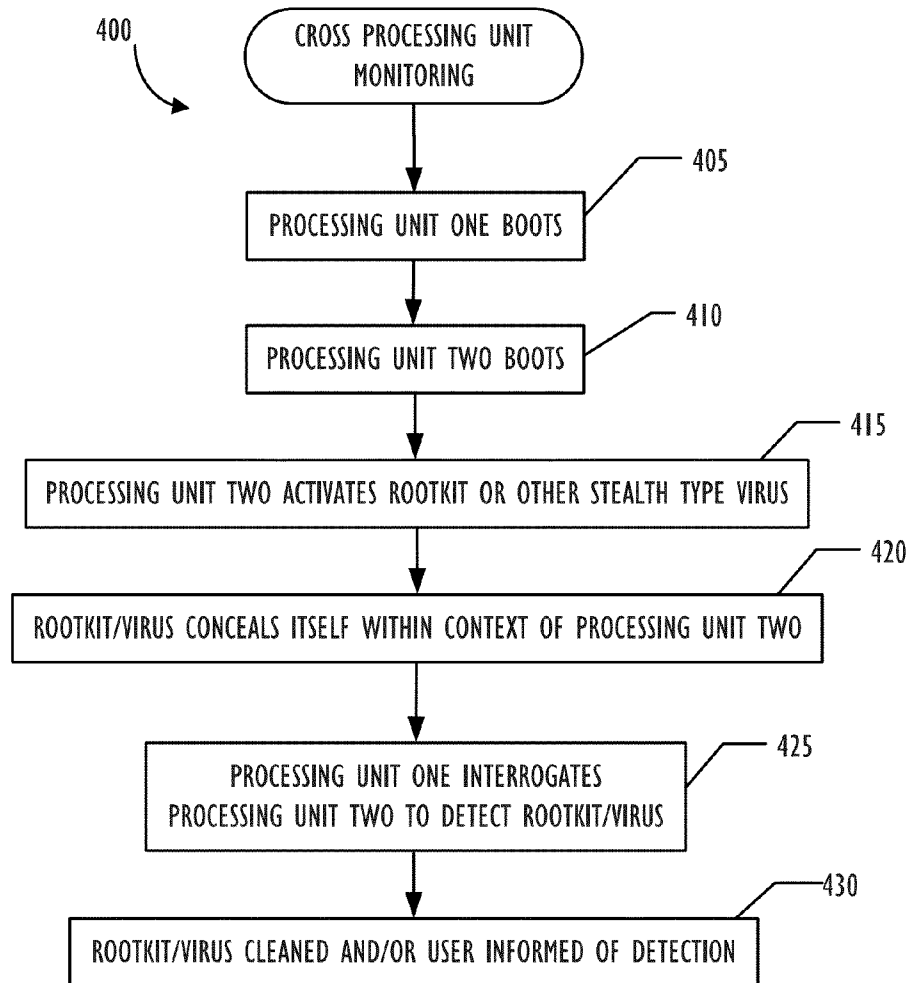 400
CROSS PROCESSING UNIT
MONITORING
405
PROCESSING UNIT ONE BOOTS
410
PROCESSING UNIT TWO BOOTS
415
PROCESSING UNIT TWO ACTIVATES ROOTKIT OR OTHER STEALTH TYPE VIRUS
420
ROOTKIT/VIRUS CONCEALS ITSELF WITHIN CONTEXT OF PROCESSING UNIT TWO
425
PROCESSING UNIT ONE INTERROGATES
PROCESSING UNIT TWO TO DETECT ROOTKIT/VIRUS
430
ROOTKIT/VIRUS CLEANED AND/OR USER INFORMED OF DETECTION